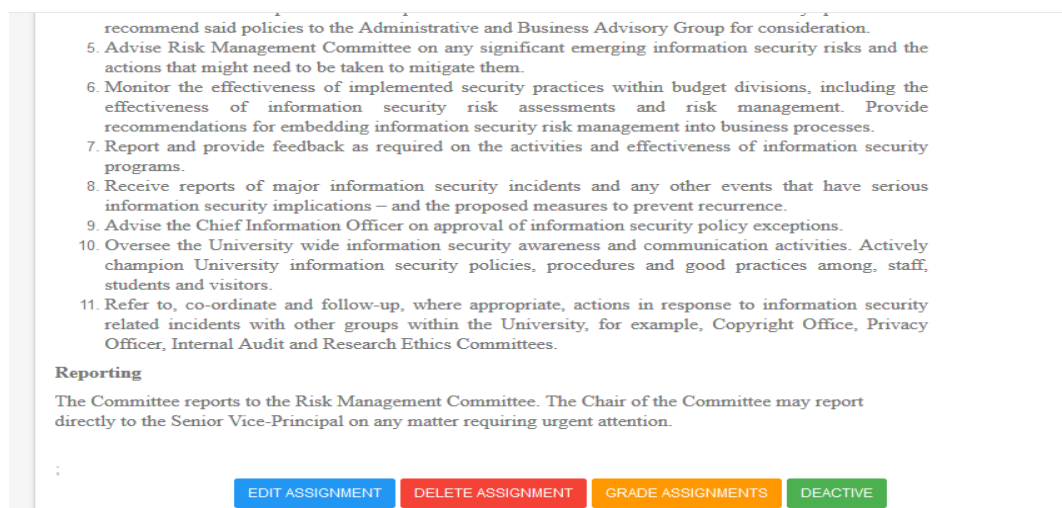 recommend said policies to the Administrative and Business Advisory Group for consideration.
5. Advise Risk Management Committee on any significant emerging information security risks and the
actions that might need to be taken to mitigate them.
6. Monitor the effectiveness of implemented security practices within budget divisions, including the
effectiveness of information security risk assessments and risk management. Provide
recommendations for embedding information security risk management into business processes.
7. Report and provide feedback as required on the activities and effectiveness of information security
programs.
8. Receive reports of major information security incidents and any other events that have serious
information security implications – and the proposed measures to prevent recurrence.
9. Advise the Chief Information Officer on approval of information security policy exceptions.
10. Oversee the University wide information security awareness and communication activities. Actively
champion University information security policies, procedures and good practices among, staff,
students and visitors.
11. Refer to, co-ordinate and follow-up, where appropriate, actions in response to information security
related incidents with other groups within the University, for example, Copyright Office, Privacy
Officer, Internal Audit and Research Ethics Committees.
Reporting
The Committee reports to the Risk Management Committee. The Chair of the Committee may report
directly to the Senior Vice-Principal on any matter requiring urgent attention.
;
EDIT ASSIGNMENT DELETE ASSIGNMENT GRADE ASSIGNMENTS DEACTIVE